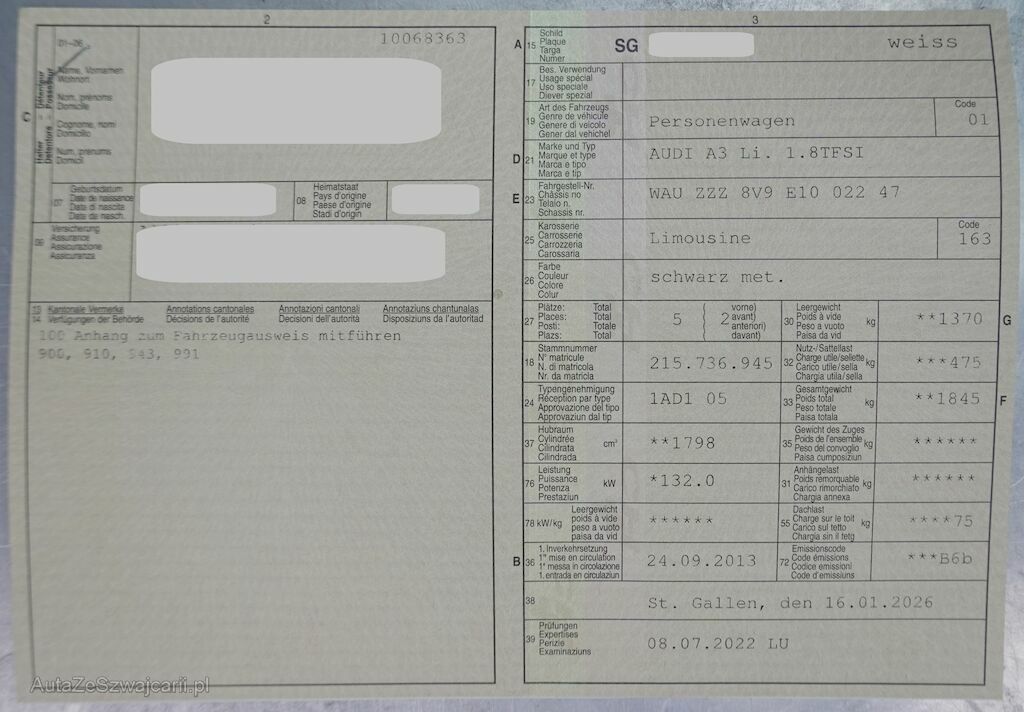 2
10068363
01-06
Name, Vornamen
Wohnort
Nom, prénoms
Domicile
Cognome, nomi
Domicilio
Num, prenums
Domicil
C
Halter Détenteur
Detentore Possessur
07
Geburtsdatum
Date de naissance
Data di nascita
Data da nasch.
08
Heimatstaat
Pays d'origine
Paese d'origine
Stadi d'origin
09
Versicherung
Assurance
Assicurazione
Assicuranza
13 Kantonale Vermerke Annotations cantonales Annotazioni cantonali Annotaziuns chantunalas
14 Verfügungen der Behörde Décisions de l'autorité Decisioni dell'autorità Disposiziuns da l'autoritad
100 Anhang zum Fahrzeugausweis mitführen
900, 910, 943, 991
3
A 15
Schild
Plaque
Targa
Numer
SG
weiss
17
Bes. Verwendung
Usage spécial
Uso speciale
Diever spezial
19
Art des Fahrzeugs
Genre de véhicule
Genere di veicolo
Gener dal vehichel
Personenwagen
Code
01
D 21
Marke und Typ
Marque et type
Marca e tipo
Marca e tip
AUDI A3 Li. 1.8TFSI
E 23
Fahrgestell-Nr.
Châssis no
Telaio n.
Schassis nr.
WAU ZZZ 8V9 E10 022 47
25
Karosserie
Carrosserie
Carrozzeria
Carossaria
Limousine
Code
163
26
Farbe
Couleur
Colore
Colur
schwarz met.
27
Plätze: Total
Places: Total
Posti: Totale
Plazs: Total
5
( 2 vorne)
avant)
( anteriori)
davant)
30
Leergewicht
Poids à vide
Peso a vuoto
Paisa da vid
kg
**1370
G
18
Stammnummer
N° matricule
N. di matricola
Nr. da matricla
215.736.945
32
Nutz-/Sattellast
Charge utile/sellette
Carico utile/sella
Chargia utila/sella
kg
***475
24
Typengenehmigung
Réception par type
Approvazione del tipo
Approvaziun dal tip
1AD1 05
33
Gesamtgewicht
Poids total
Peso totale
Paisa totala
kg
**1845
F
37
Hubraum
Cylindrée
Cilindrata
Cilindrada
cm³
**1798
35
Gewicht des Zuges
Poids de l'ensemble
Peso del convoglio
Paisa cumposiziun
kg
******
76
Leistung
Puissance
Potenza
Prestaziun
kW
*132.0
31
Anhängelast
Poids remorquable
Carico rimorchiato
Chargia annexa
kg
******
78 kW/kg
Leergewicht
poids à vide
peso a vuoto
paisa da vid
******
55
Dachlast
Charge sur le toit
Carico sul tetto
Chargia sin il tetg
kg
****75
B 36
1. Inverkehrsetzung
1re mise en circulation
1a messa in circolazione
1. entrada en circulaziun
24.09.2013
72
Emissionscode
Code émissions
Codice emissioni
Code d'emissiuns
***B6b
38
St. Gallen, den 16.01.2026
39
Prüfungen
Expertises
Perizie
Examinaziuns
08.07.2022 LU
AutaZeSzwajcarii.pl